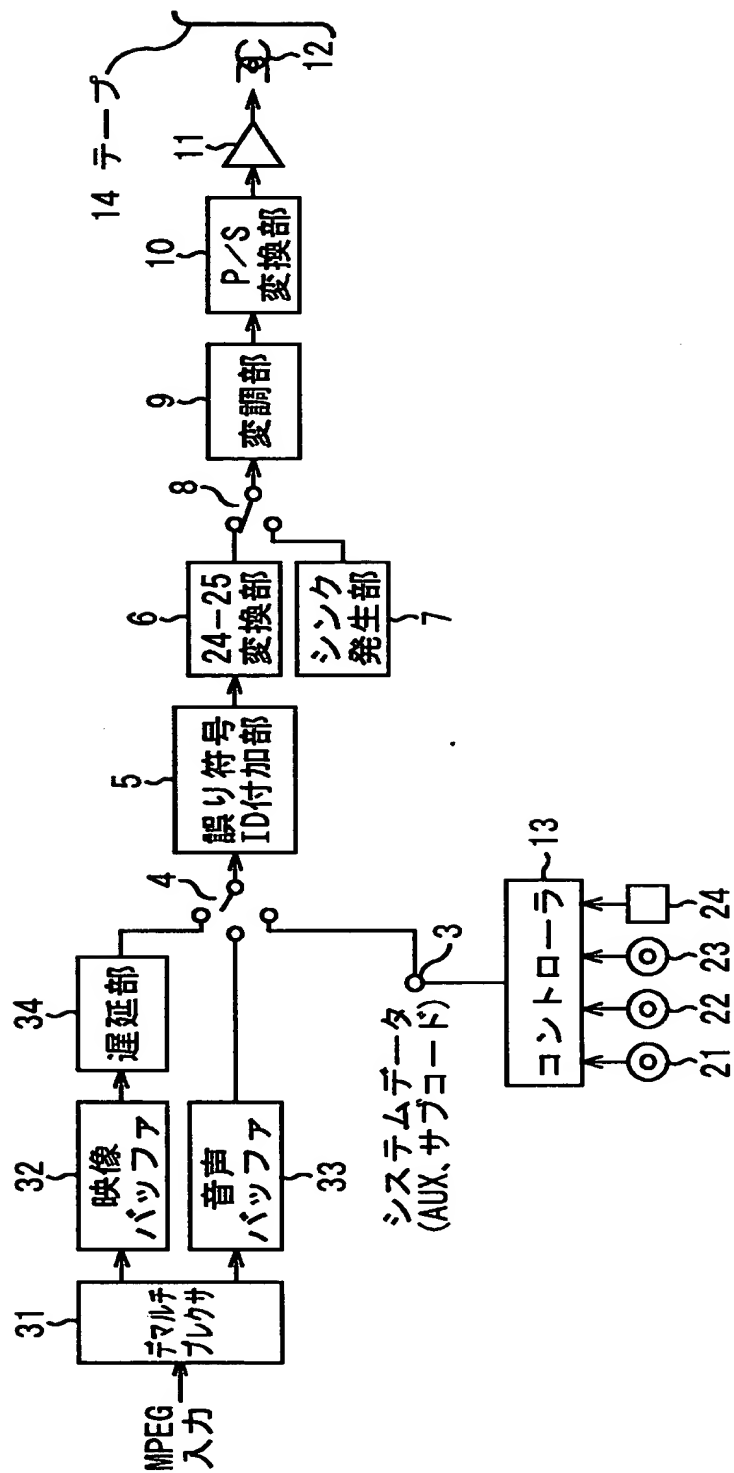 MPEG
入力
31
デマルチ
プレクサ
32
映像
バッファ
音声
バッファ
33
34
遅延部
4
システムデータ
(AUX、サブコード)
3
コントローラ
13
21
22
23
24
5
誤り符号
ID付加部
6
24-25
変換部
シンク
発生部
7
8
9
変調部
10
P/S
変換部
11
12
14 テープ